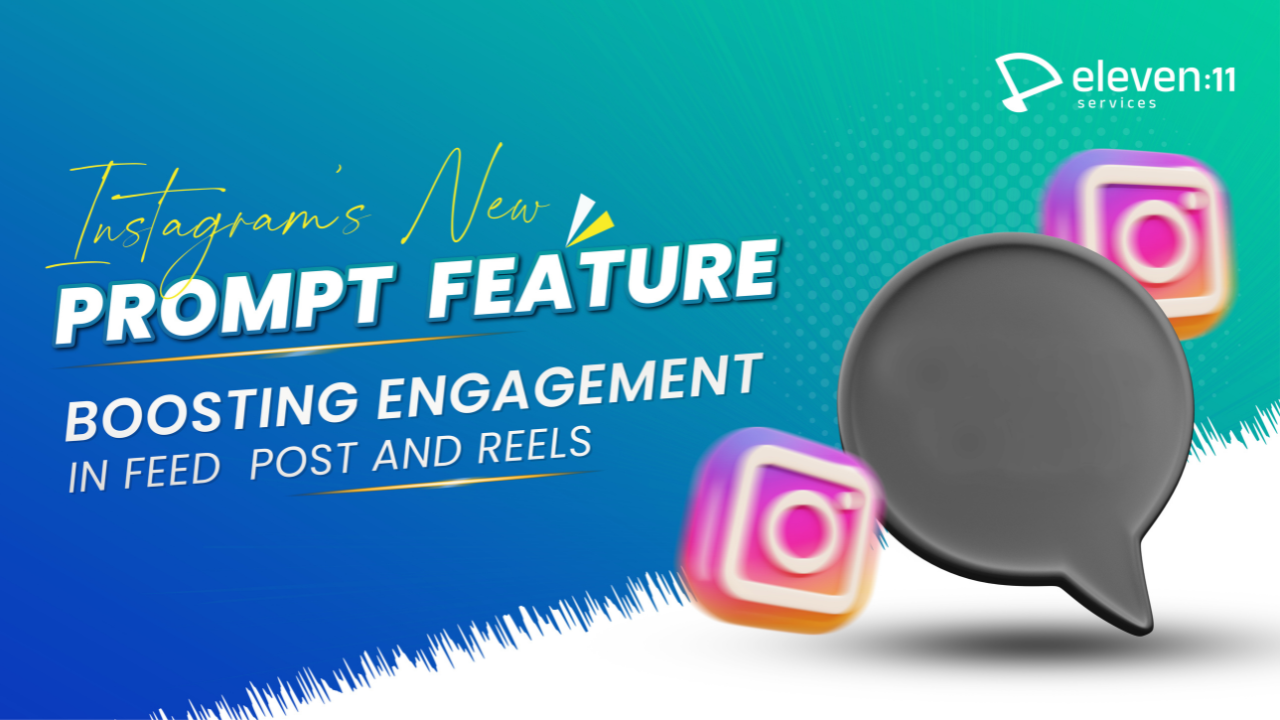 eleven:11
services
Instagram's New
PROMPT FEATURE
BOOSTING ENGAGEMENT
IN FEED POST AND REELS